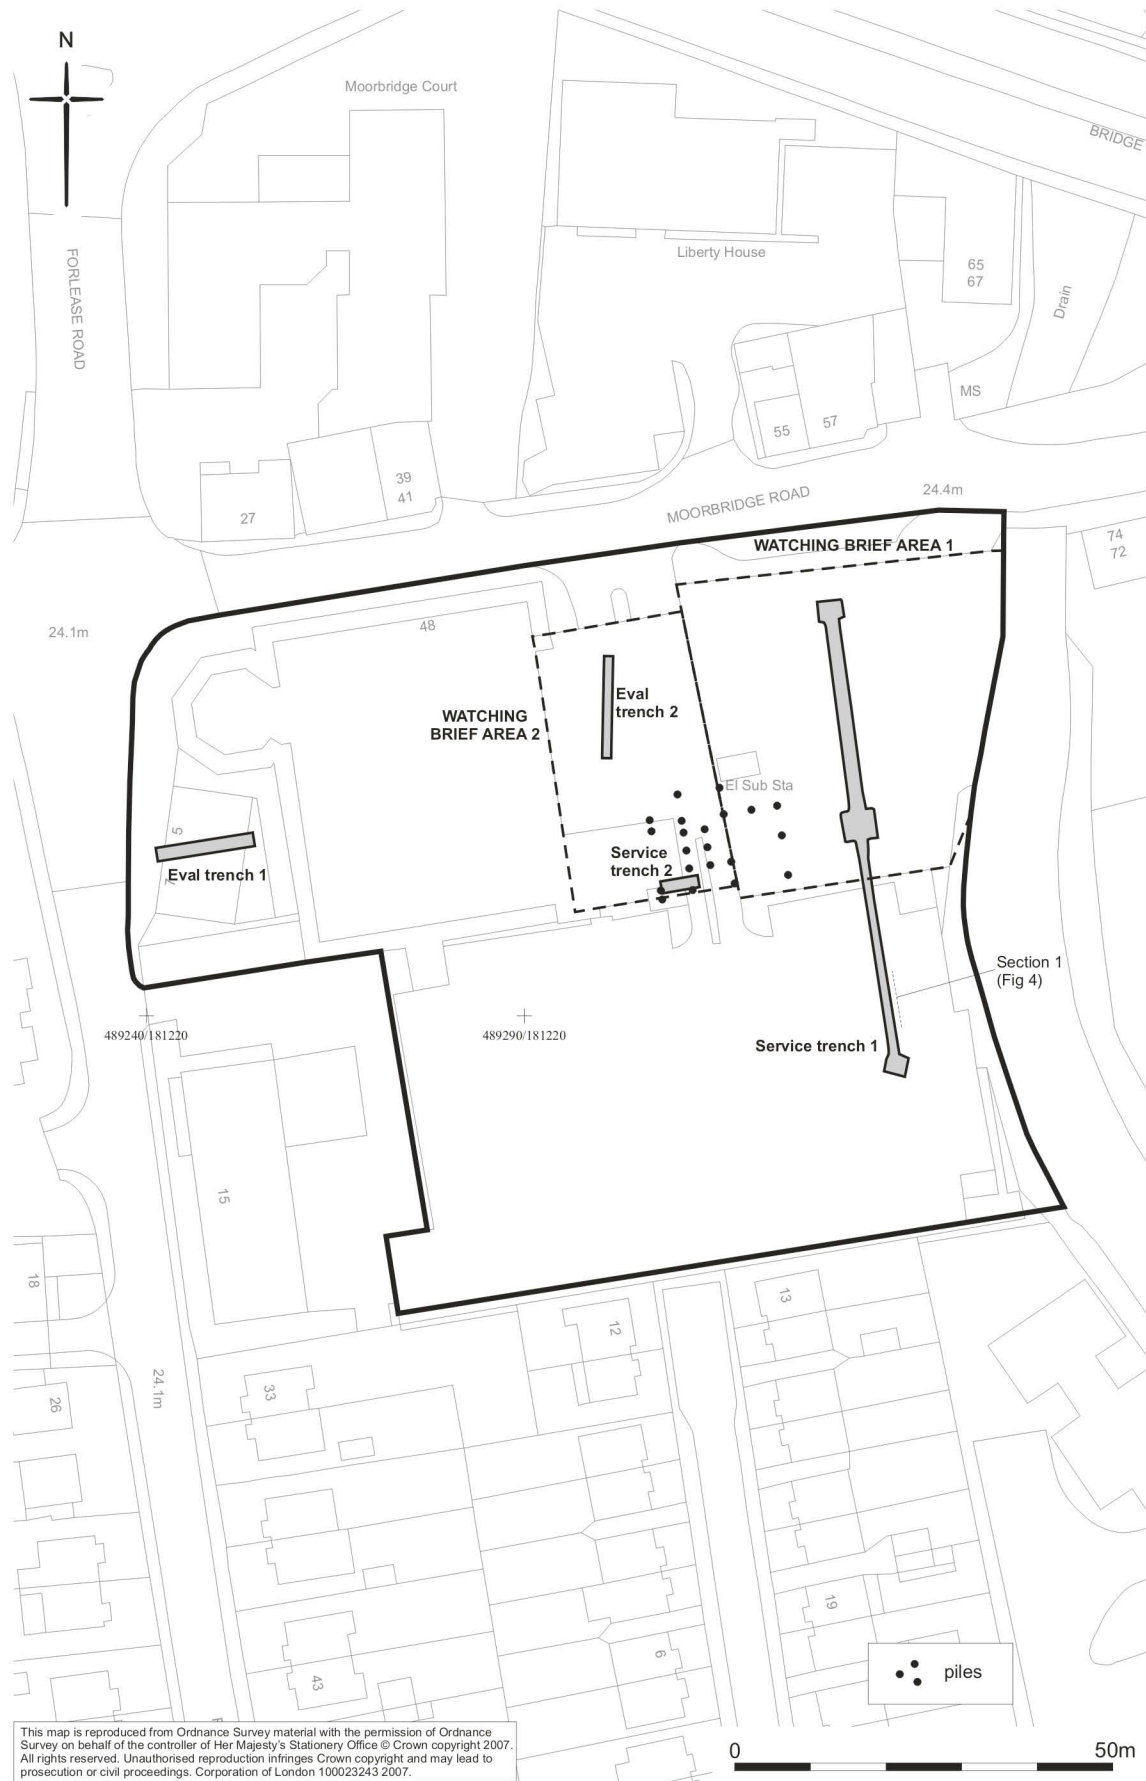 N
Moorbridge Court
BRIDGE
Liberty House
65
67
FORLEASE ROAD
Drain
MS
55
57
39
41
27
MOORBRIDGE ROAD
24.4m
74
72
WATCHING BRIEF AREA 1
24.1m
48
Eval
trench 2
WATCHING
BRIEF AREA 2
El Sub Sta
5
7
Eval trench 1
Service
trench 2
Section 1
(Fig 4)
489240/181220
489290/181220
Service trench 1
15
18
13
12
24.1m
33
26
19
6
43
piles
This map is reproduced from Ordnance Survey material with the permission of Ordnance
Survey on behalf of the controller of Her Majesty's Stationery Office © Crown copyright 2007.
All rights reserved. Unauthorised reproduction infringes Crown copyright and may lead to
prosecution or civil proceedings. Corporation of London 100023243 2007.
0
50m